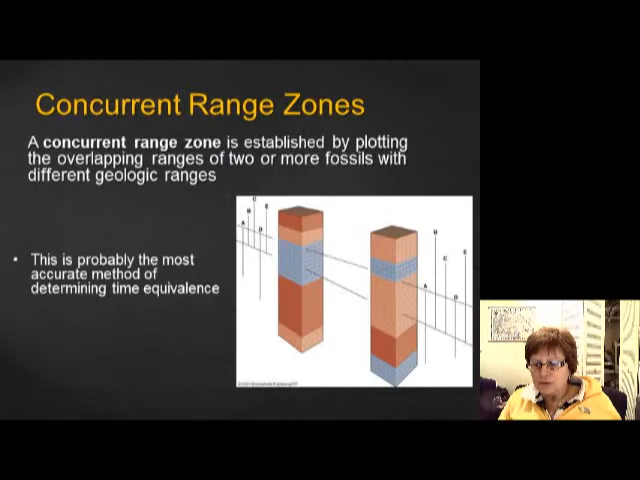 Concurrent Range Zones
A concurrent range zone is established by plotting
the overlapping ranges of two or more fossils with
different geologic ranges
• This is probably the most
accurate method of
determining time equivalence
A B C D E
A B C D E